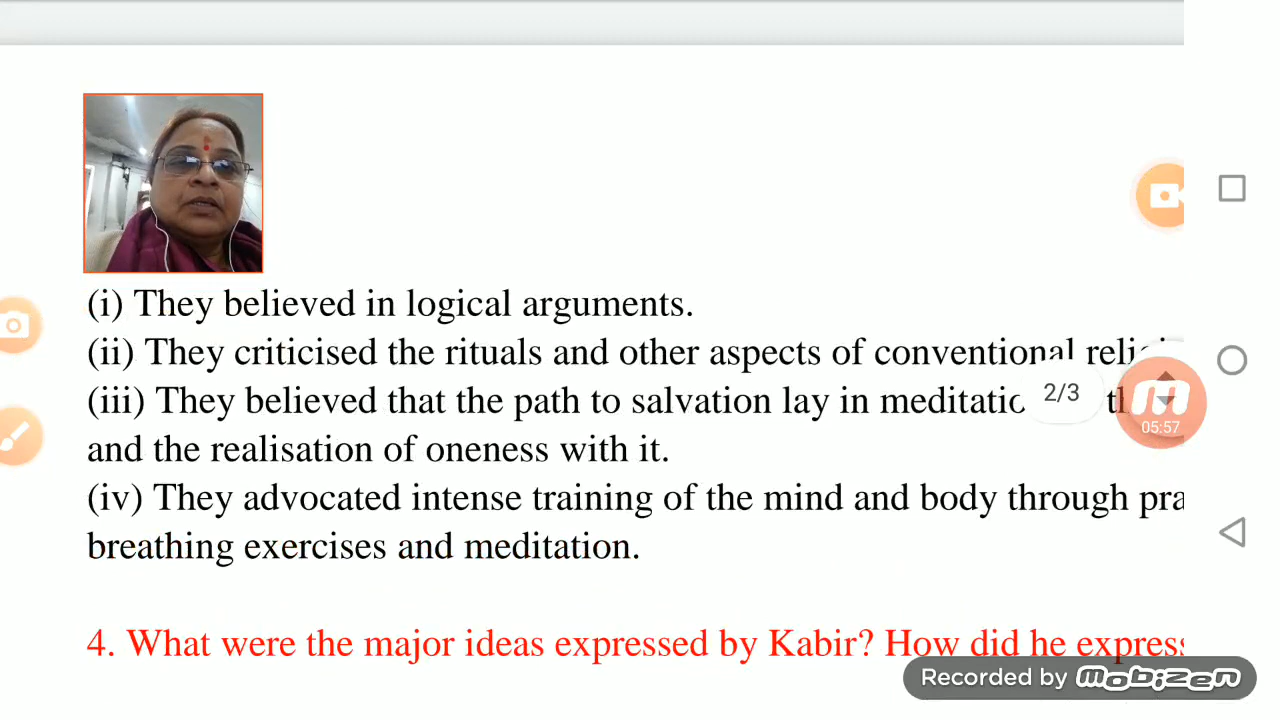 (i) They believed in logical arguments.
(ii) They criticised the rituals and other aspects of conventional
(iii) They believed that the path to salvation lay in
2/3
05:57
and the realisation of oneness with it.
(iv) They advocated intense training of the mind and body through
breathing exercises and meditation.
4. What were the major ideas expressed by Kabir? How did he
Recorded by mobizen